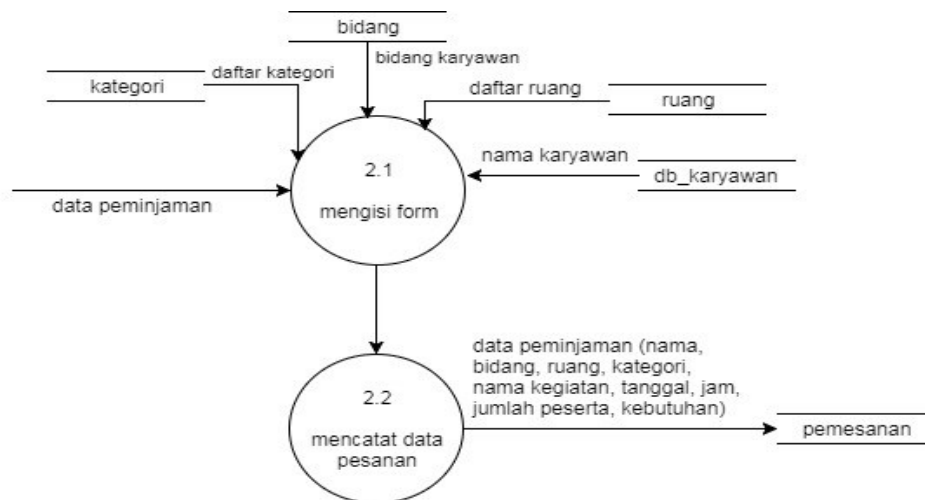 bidang
bidang karyawan
daftar kategori
kategori
daftar ruang
ruang
nama karyawan
db_karyawan
2.1
mengisi form
data peminjaman
data peminjaman (nama,
bidang, ruang, kategori,
nama kegiatan, tanggal, jam,
jumlah peserta, kebutuhan)
2.2
mencatat data
pesanan
pemesanan